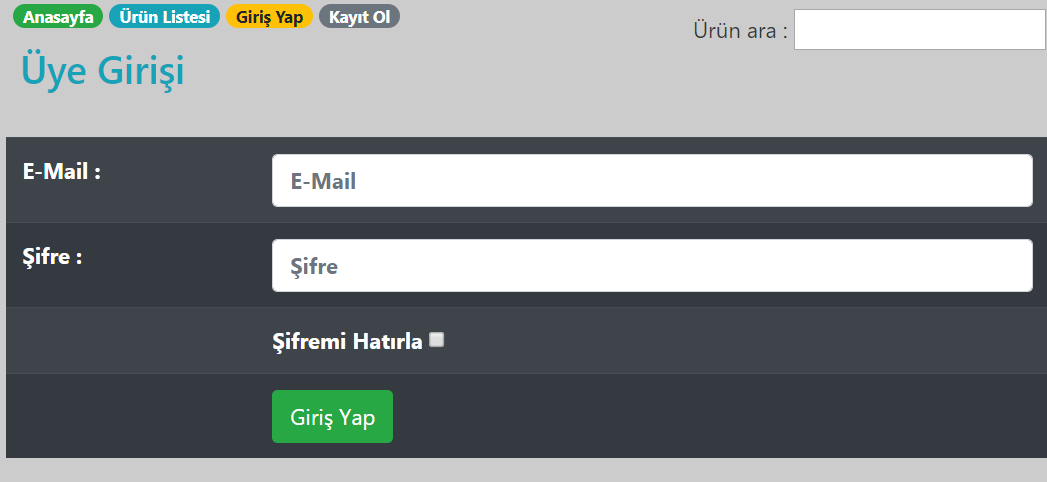 Anasayfa Ürün Listesi Giriş Yap Kayıt Ol
Ürün ara :
Üye Girişi
E-Mail : E-Mail
Şifre : Şifre
Şifremi Hatırla
Giriş Yap